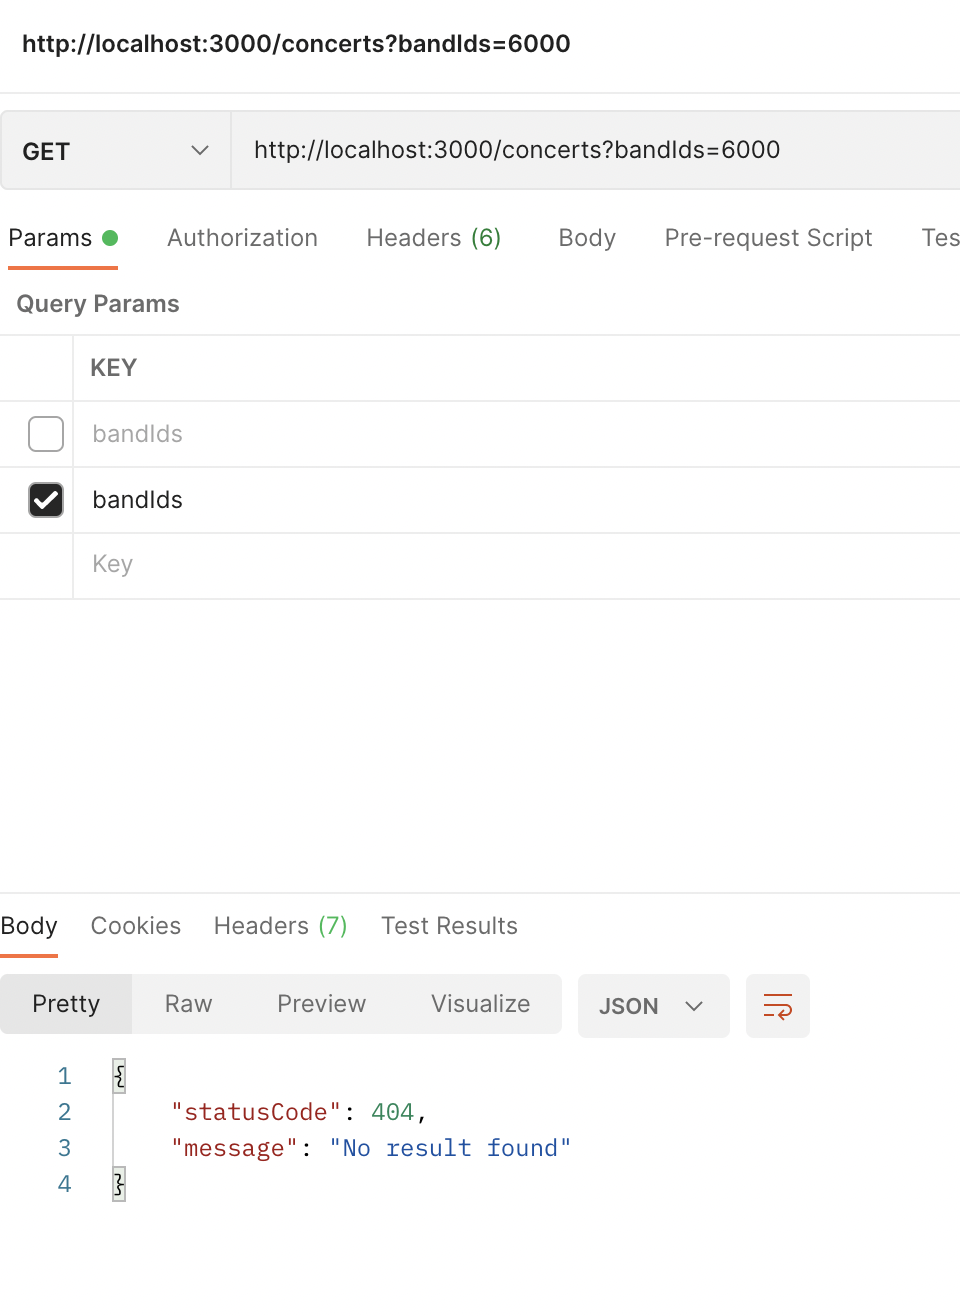 http://localhost:3000/concerts?bandIds=6000
GET http://localhost:3000/concerts?bandIds=6000
Params Authorization Headers (6) Body Pre-request Script Tes
Query Params
KEY
bandIds
bandIds
Key
Body Cookies Headers (7) Test Results
Pretty Raw Preview Visualize JSON
1 {
2 "statusCode": 404,
3 "message": "No result found"
4 }